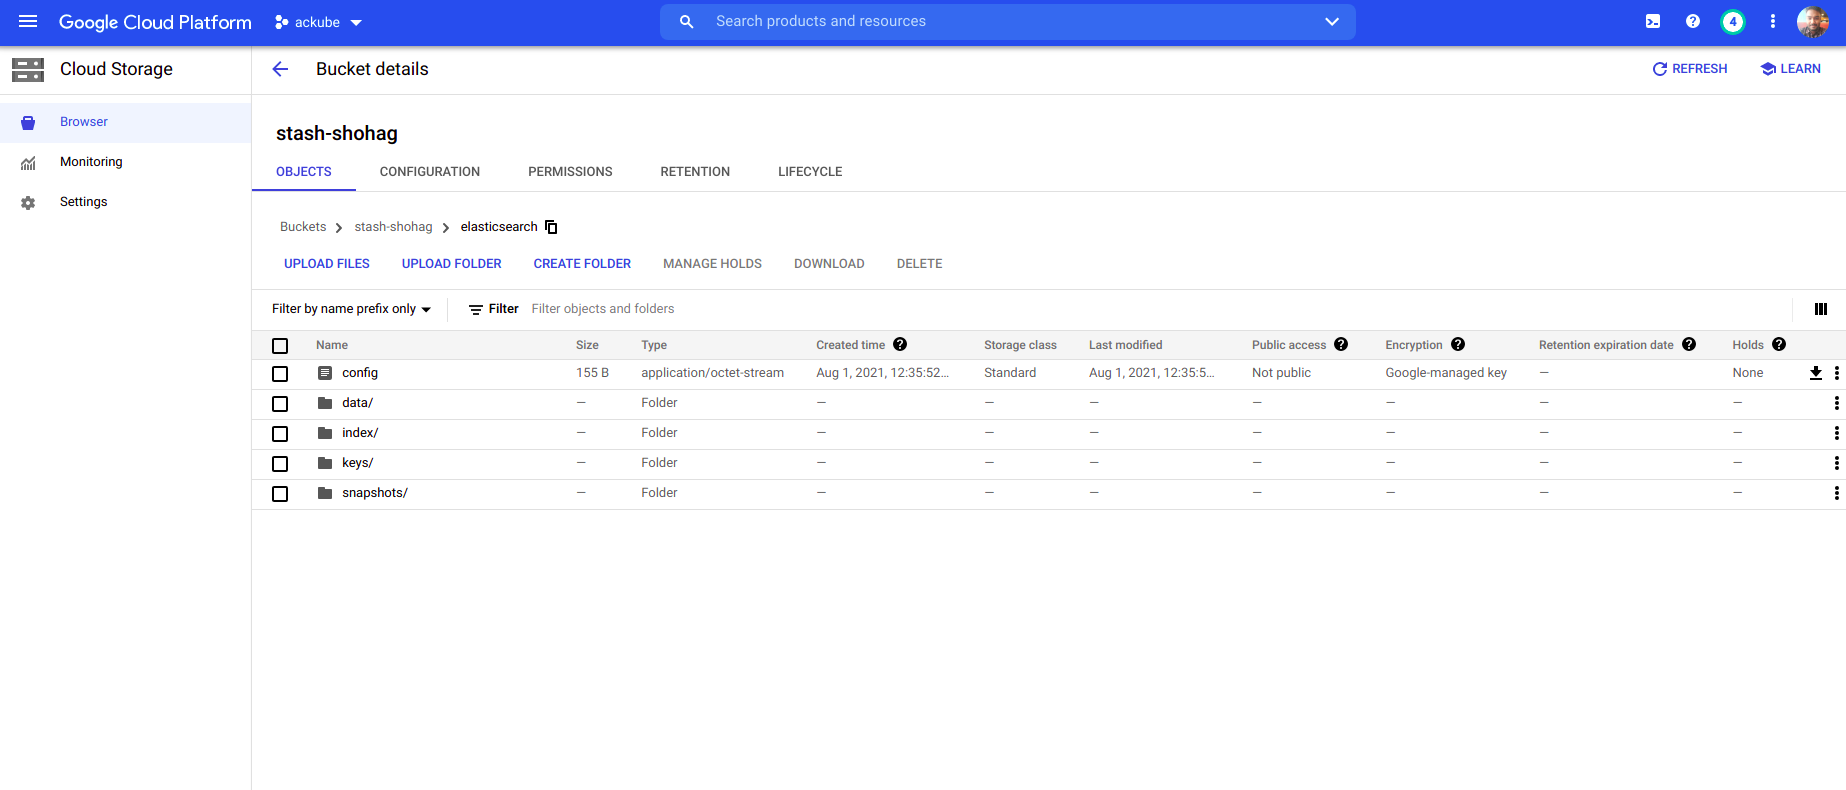 Google Cloud Platform ackube Search products and resources 4
Cloud Storage Bucket details REFRESH LEARN
Browser
Monitoring
Settings
stash-shohag
OBJECTS CONFIGURATION PERMISSIONS RETENTION LIFECYCLE
Buckets stash-shohag elasticsearch
UPLOAD FILES UPLOAD FOLDER CREATE FOLDER MANAGE HOLDS DOWNLOAD DELETE
Filter by name prefix only Filter Filter objects and folders
Name Size Type Created time Storage class Last modified Public access Encryption Retention expiration date Holds
config 155 B application/octet-stream Aug 1, 2021, 12:35:52... Standard Aug 1, 2021, 12:35:5... Not public Google-managed key — None
data/ — Folder — — — — — — —
index/ — Folder — — — — — — —
keys/ — Folder — — — — — — —
snapshots/ — Folder — — — — — — —